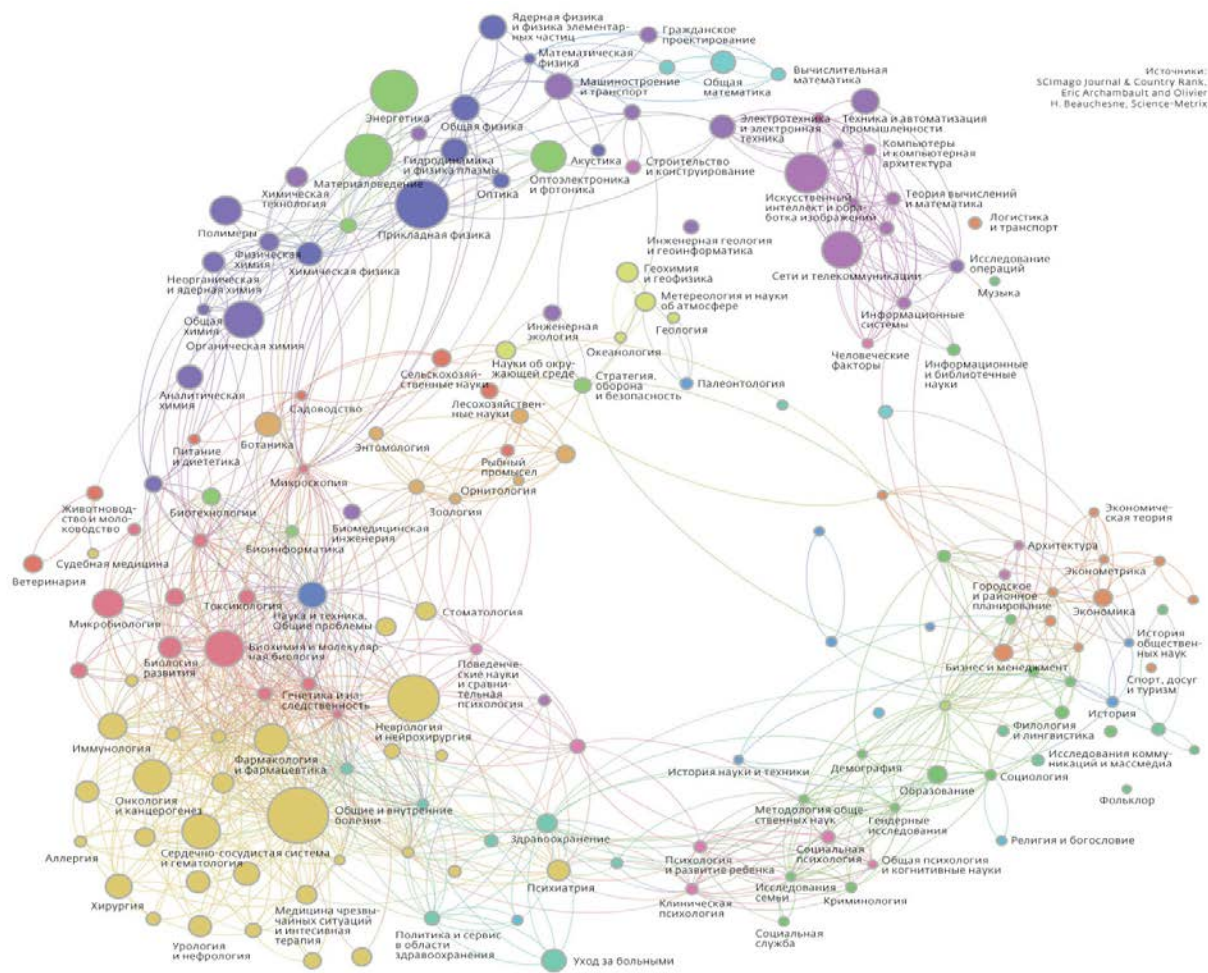 Ядерная физика
и физика элементар-
ных частиц
Гражданское
проектирование
Математическая
физика
Машиностроение
и транспорт
Общая
математика
Вычислительная
математика
Источники:
SCImago Journal & Country Rank,
Eric Archambault and Olivier
H. Beauchesne, Science-Metrix
Энергетика
Общая физика
Электротехника
и электронная
техника
Техника и автоматизация
промышленности
Компьютеры
и компьютерная
архитектура
Гидродинамика
и физика плазмы
Акустика
Материаловедение
Оптоэлектроника
и фотоника
Строительство
и конструирование
Химическая
технология
Оптика
Искусственный
интеллект и обра-
ботка изображений
Теория вычислений
и математика
Полимеры
Прикладная физика
Логистика
и транспорт
Инженерная геология
и геоинформатика
Физическая
химия
Химическая физика
Сети и телекоммуникации
Исследование
операций
Неорганическая
и ядерная химия
Геохимия
и геофизика
Музыка
Метереология и науки
об атмосфере
Информационные
системы
Общая
химия
Органическая химия
Инженерная
экология
Геология
Океанология
Человеческие
факторы
Информационные
и библиотечные
науки
Науки об окру-
жающей среде
Сельскохозяй-
ственные науки
Стратегия,
оборона
и безопасность
Палеонтология
Аналитическая
химия
Садоводство
Лесохозяйствен-
ные науки
Ботаника
Энтомология
Питание
и диететика
Рыбный
промысел
Микроскопия
Орнитология
Зоология
Животновод-
ство и моло-
ководство
Биотехнологии
Биомедицинская
инженерия
Экономиче-
ская теория
Биоинформатика
Архитектура
Судебная медицина
Ветеринария
Эконометрика
Городское
и районное
планирование
Экономика
Токсикология
Наука и техника.
Общие проблемы
Стоматология
Микробиология
Биохимия и молекуляр-
ная биология
Биология
развития
Поведенче-
ские науки
и сравни-
тельная
психология
История
обществен-
ных наук
Бизнес и менеджмент
Спорт, досуг
и туризм
Генетика и на-
следственность
История
Неврология
и нейрохирургия
Филология
и лингвистика
Иммунология
Фармакология
и фармацевтика
Исследования комму-
никаций и массмедиа
История науки и техники
Демография
Социология
Образование
Фольклор
Онкология
и канцерогенез
Общие и внутренние
болезни
Методология обще-
ственных наук
Гендерные
исследования
Здравоохранение
Религия и богословие
Аллергия
Сердечно-сосудистая система
и гематология
Психология
и развитие ребенка
Социальная
психология
Общая психология
и когнитивные науки
Психиатрия
Исследования
семьи
Криминология
Хирургия
Клиническая
психология
Медицина чрезвы-
чайных ситуаций
и интесивная
терапия
Политика и сервис
в области
здравоохранения
Социальная
служба
Урология
и нефрология
Уход за больными